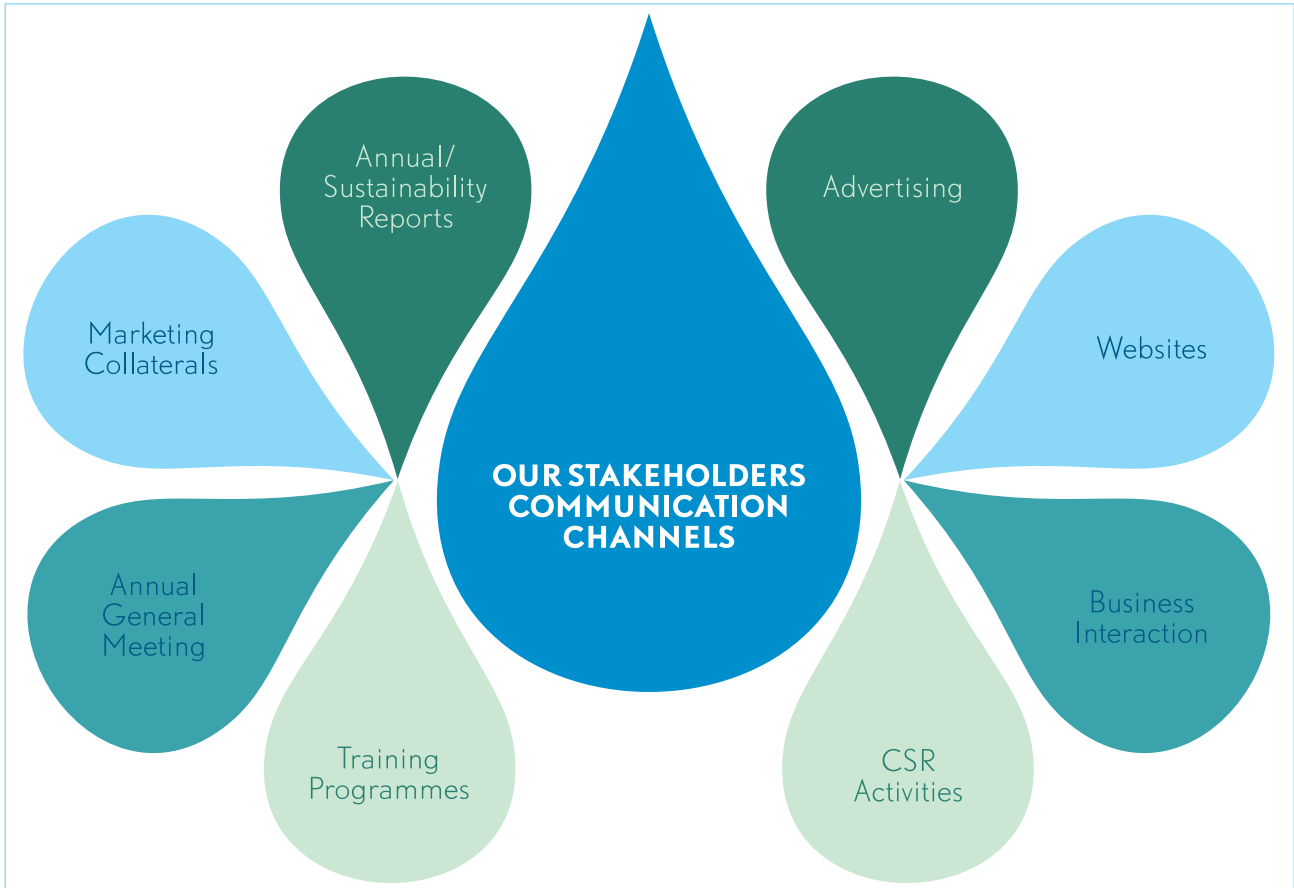 Annual/
Sustainability
Reports
Advertising
Marketing
Collaterals
Websites
OUR STAKEHOLDERS
COMMUNICATION
CHANNELS
Annual
General
Meeting
Business
Interaction
Training
Programmes
CSR
Activities